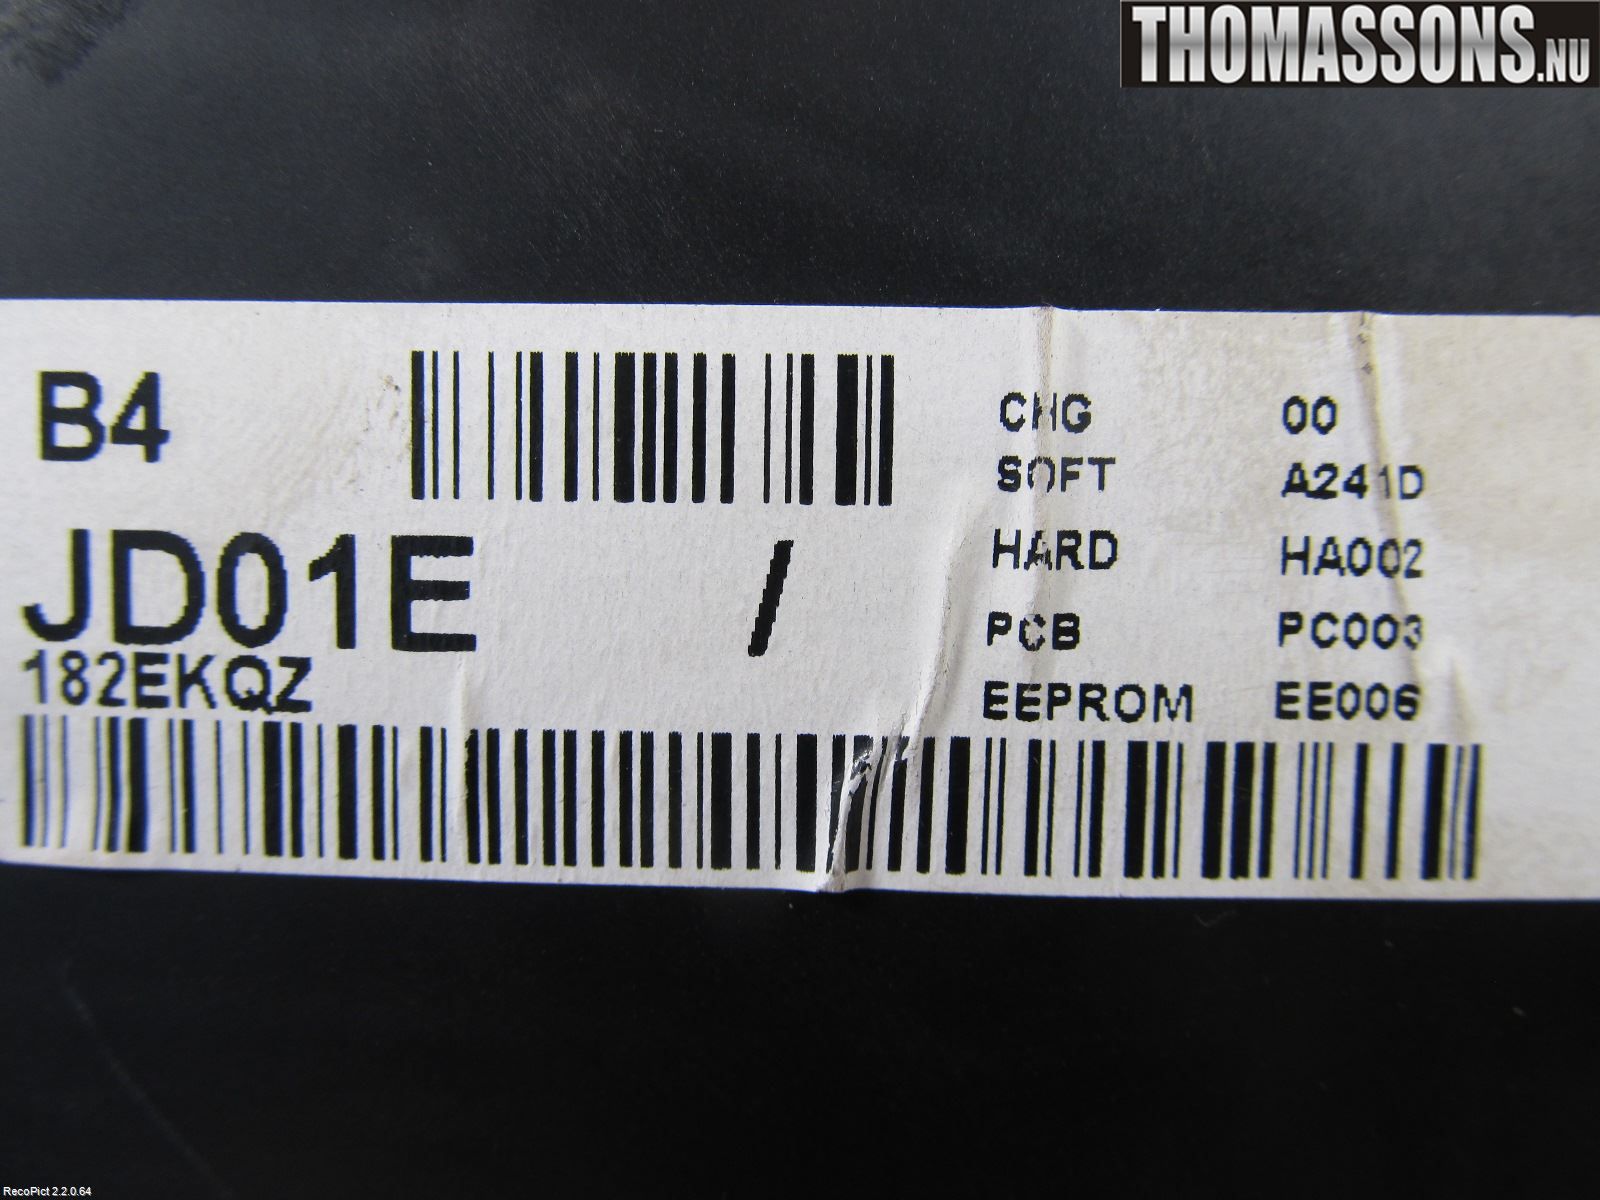 THOMASSONS.NU
B4
CHG 00
SOFT A241D
JD01E /
HARD HA002
182EKQZ
PCB PC003
EEPROM EE006
RecoPict 2.2.0.64